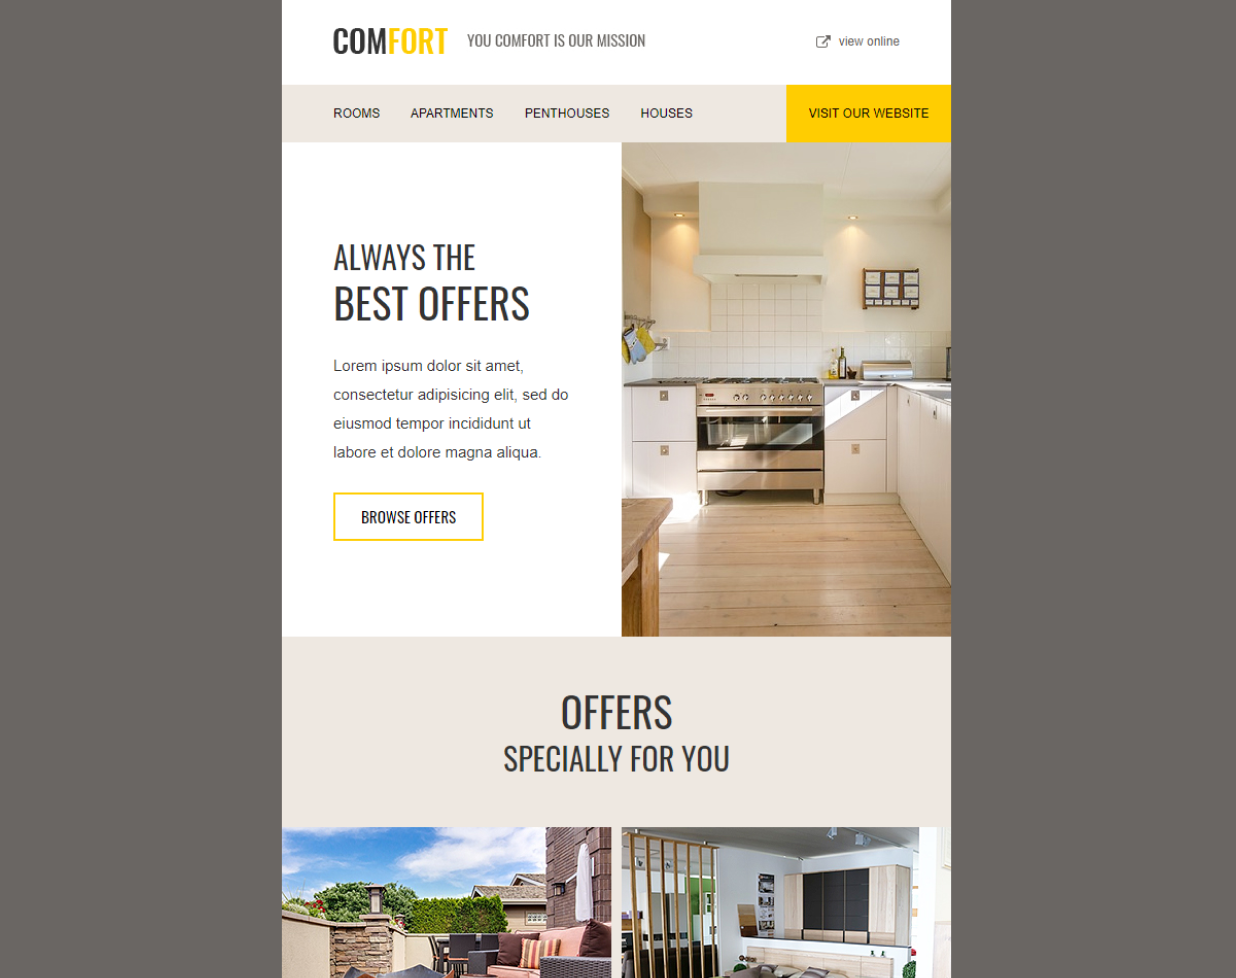 COMFORT YOU COMFORT IS OUR MISSION view online
ROOMS APARTMENTS PENTHOUSES HOUSES VISIT OUR WEBSITE
ALWAYS THE
BEST OFFERS
Lorem ipsum dolor sit amet,
consectetur adipisicing elit, sed do
eiusmod tempor incididunt ut
labore et dolore magna aliqua.
BROWSE OFFERS
OFFERS
SPECIALLY FOR YOU